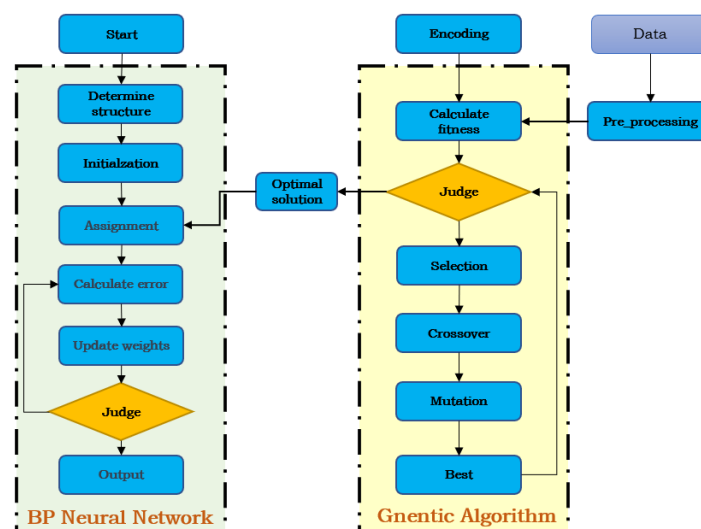 Start
Determine
structure
Initialzation
Assignment
Calculate error
Update weights
Judge
Output
BP Neural Network
Optimal
solution
Encoding
Calculate
fitness
Judge
Selection
Crossover
Mutation
Best
Gnentic Algorithm
Data
Pre_processing